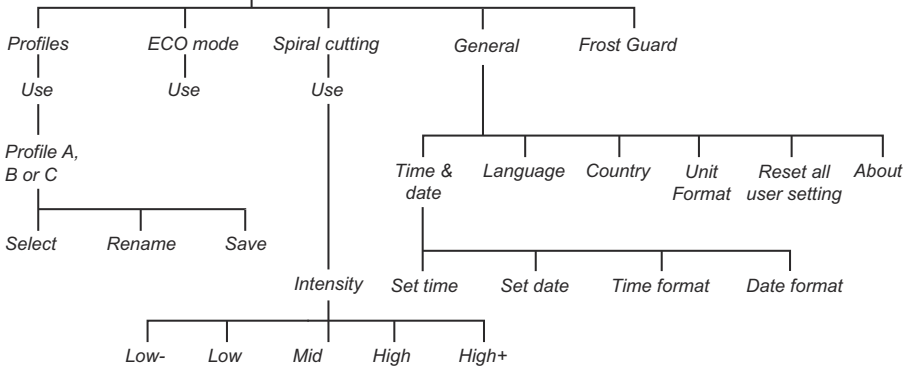 Profiles ECO mode Spiral cutting General Frost Guard
Use Use Use
Profile A,
B or C
Time &
date
Language Country Unit
Format
Reset all
user setting
About
Select Rename Save
Intensity Set time Set date Time format Date format
Low- Low Mid High High+